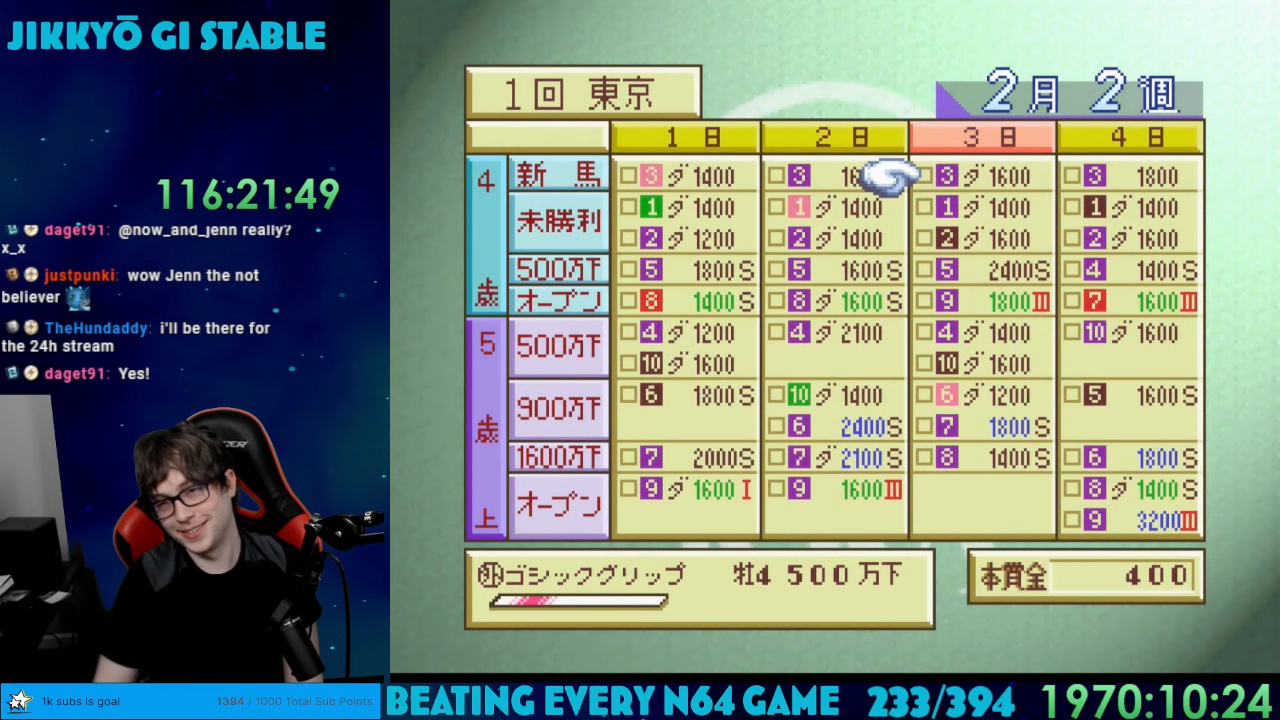 JIKKYŌ GI STABLE
116:21:49
daget91: @now_and_jenn really?
x_x
justpunki: wow Jenn the not
believer
TheHundaddy: i'll be there for
the 24h stream
daget91: Yes!
1k subs is goal
1394 / 1000 Total Sub Points
1回 東京
2月 2週
1日 2日 3日 4日
4歳
新馬 3 ダ 1400 3 3 ダ 1600 3 1800
未勝利 1 ダ 1400 1 ダ 1400 1 ダ 1400 1 ダ 1400
2 ダ 1200 2 ダ 1400 2 ダ 1600 2 ダ 1600
500万下 5 1800S 5 1600S 5 2400S 4 1400S
オープン 8 1400S 8 ダ 1600S 9 1800III 7 1600III
5歳上
500万下 4 ダ 1200 4 ダ 2100 4 ダ 1400 10 ダ 1600
10 ダ 1600 10 ダ 1600
900万下 6 1800S 10 ダ 1400 6 ダ 1200 5 1600S
6 2400S 7 1800S
1600万下 7 2000S 7 ダ 2100S 8 1400S 6 1800S
オープン 9 ダ 1600I 9 1600III 8 ダ 1400S
9 3200III
外 ゴシックグリップ 牡4 500万下
本賞金 400
BEATING EVERY N64 GAME 233/394 1970:10:24